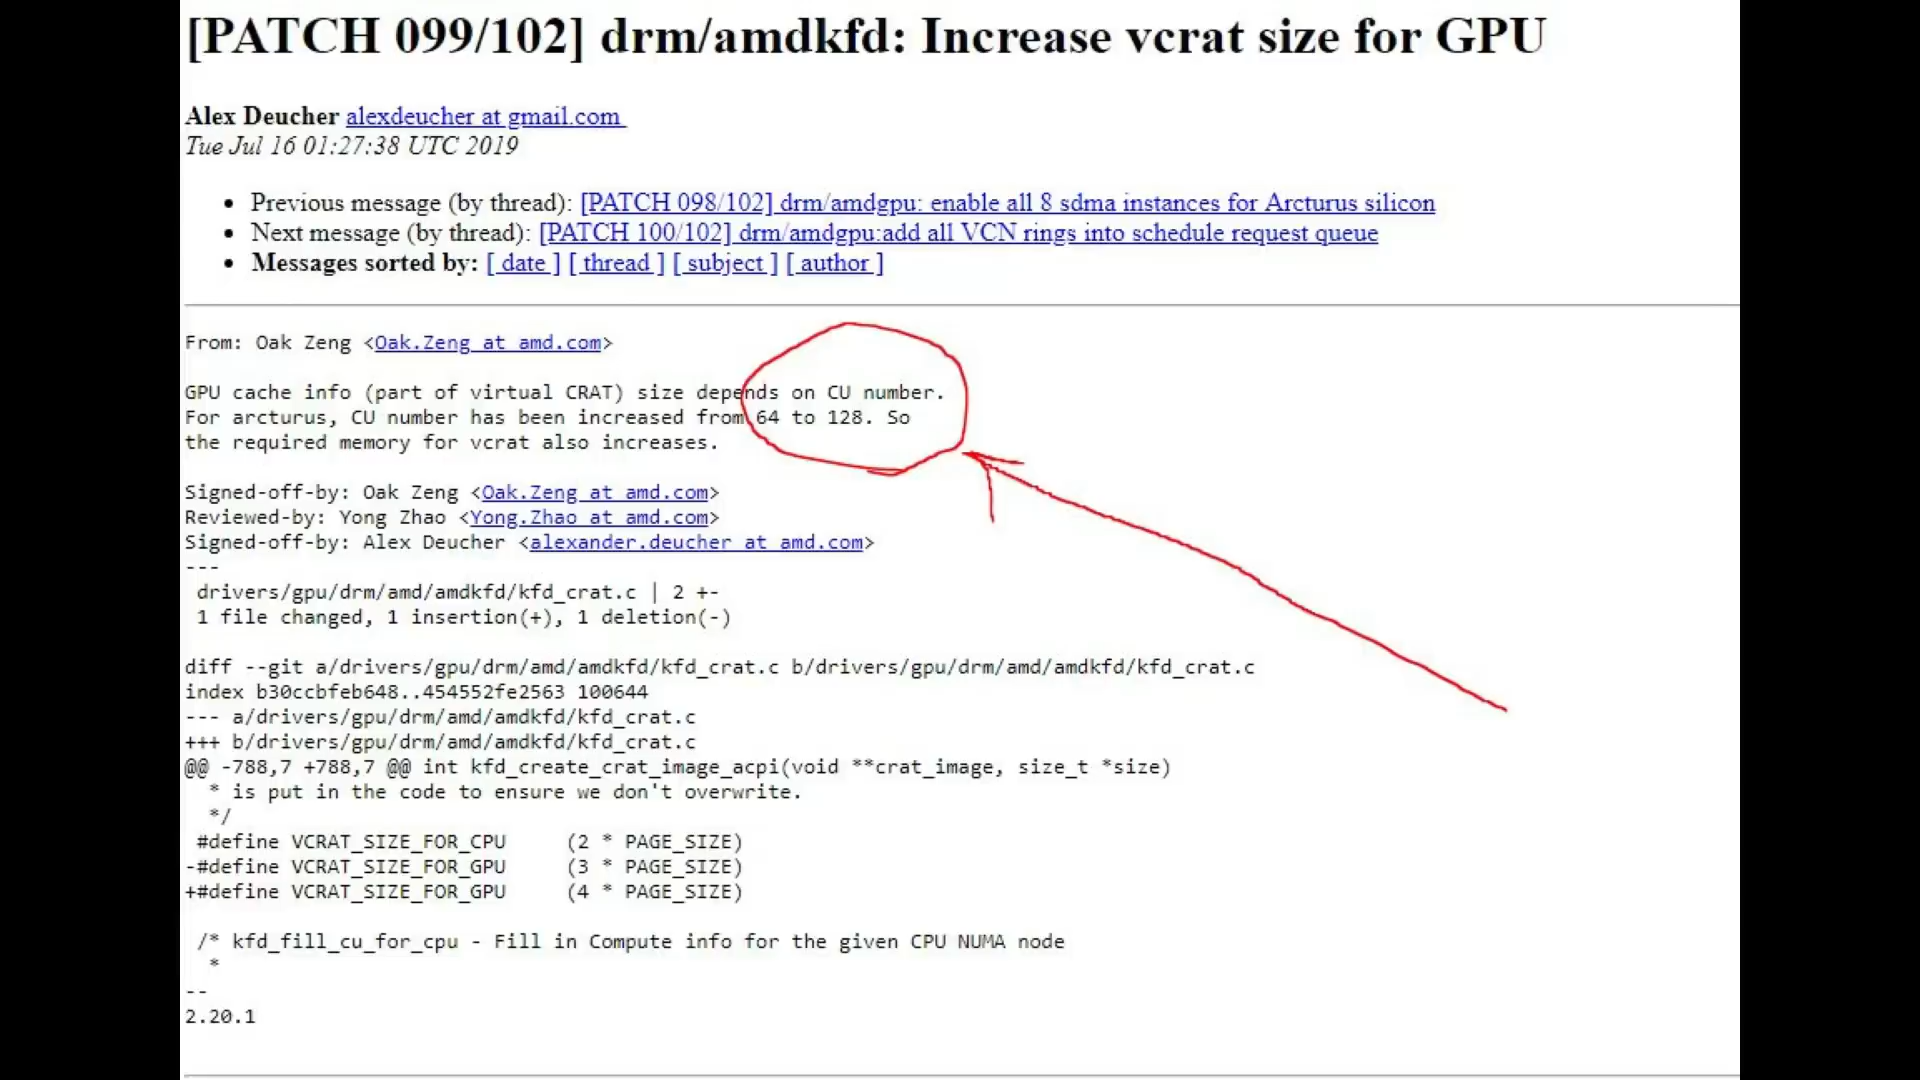 [PATCH 099/102] drm/amdkfd: Increase vcrat size for GPU
Alex Deucher alexdeucher at gmail.com
Tue Jul 16 01:27:38 UTC 2019
• Previous message (by thread): [PATCH 098/102] drm/amdgpu: enable all 8 sdma instances for Arcturus silicon
• Next message (by thread): [PATCH 100/102] drm/amdgpu:add all VCN rings into schedule request queue
• Messages sorted by: [ date ] [ thread ] [ subject ] [ author ]
From: Oak Zeng <Oak.Zeng at amd.com>
GPU cache info (part of virtual CRAT) size depends on CU number.
For arcturus, CU number has been increased from 64 to 128. So
the required memory for vcrat also increases.
Signed-off-by: Oak Zeng <Oak.Zeng at amd.com>
Reviewed-by: Yong Zhao <Yong.Zhao at amd.com>
Signed-off-by: Alex Deucher <alexander.deucher at amd.com>
---
drivers/gpu/drm/amd/amdkfd/kfd_crat.c | 2 +-
1 file changed, 1 insertion(+), 1 deletion(-)
diff --git a/drivers/gpu/drm/amd/amdkfd/kfd_crat.c b/drivers/gpu/drm/amd/amdkfd/kfd_crat.c
index b30ccbfeb648..454552fe2563 100644
--- a/drivers/gpu/drm/amd/amdkfd/kfd_crat.c
+++ b/drivers/gpu/drm/amd/amdkfd/kfd_crat.c
@@ -788,7 +788,7 @@ int kfd_create_crat_image_acpi(void **crat_image, size_t *size)
* is put in the code to ensure we don't overwrite.
*/
#define VCRAT_SIZE_FOR_CPU (2 * PAGE_SIZE)
-#define VCRAT_SIZE_FOR_GPU (3 * PAGE_SIZE)
+#define VCRAT_SIZE_FOR_GPU (4 * PAGE_SIZE)
/* kfd_fill_cu_for_cpu - Fill in Compute info for the given CPU NUMA node
*
--
2.20.1